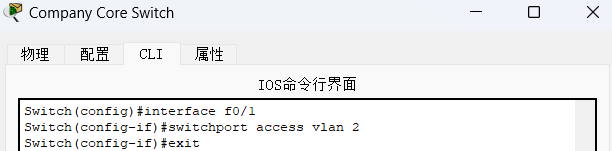 Company Core Switch
物理 配置 CLI 属性
IOS命令行界面
Switch(config)#interface f0/1
Switch(config-if)#switchport access vlan 2
Switch(config-if)#exit